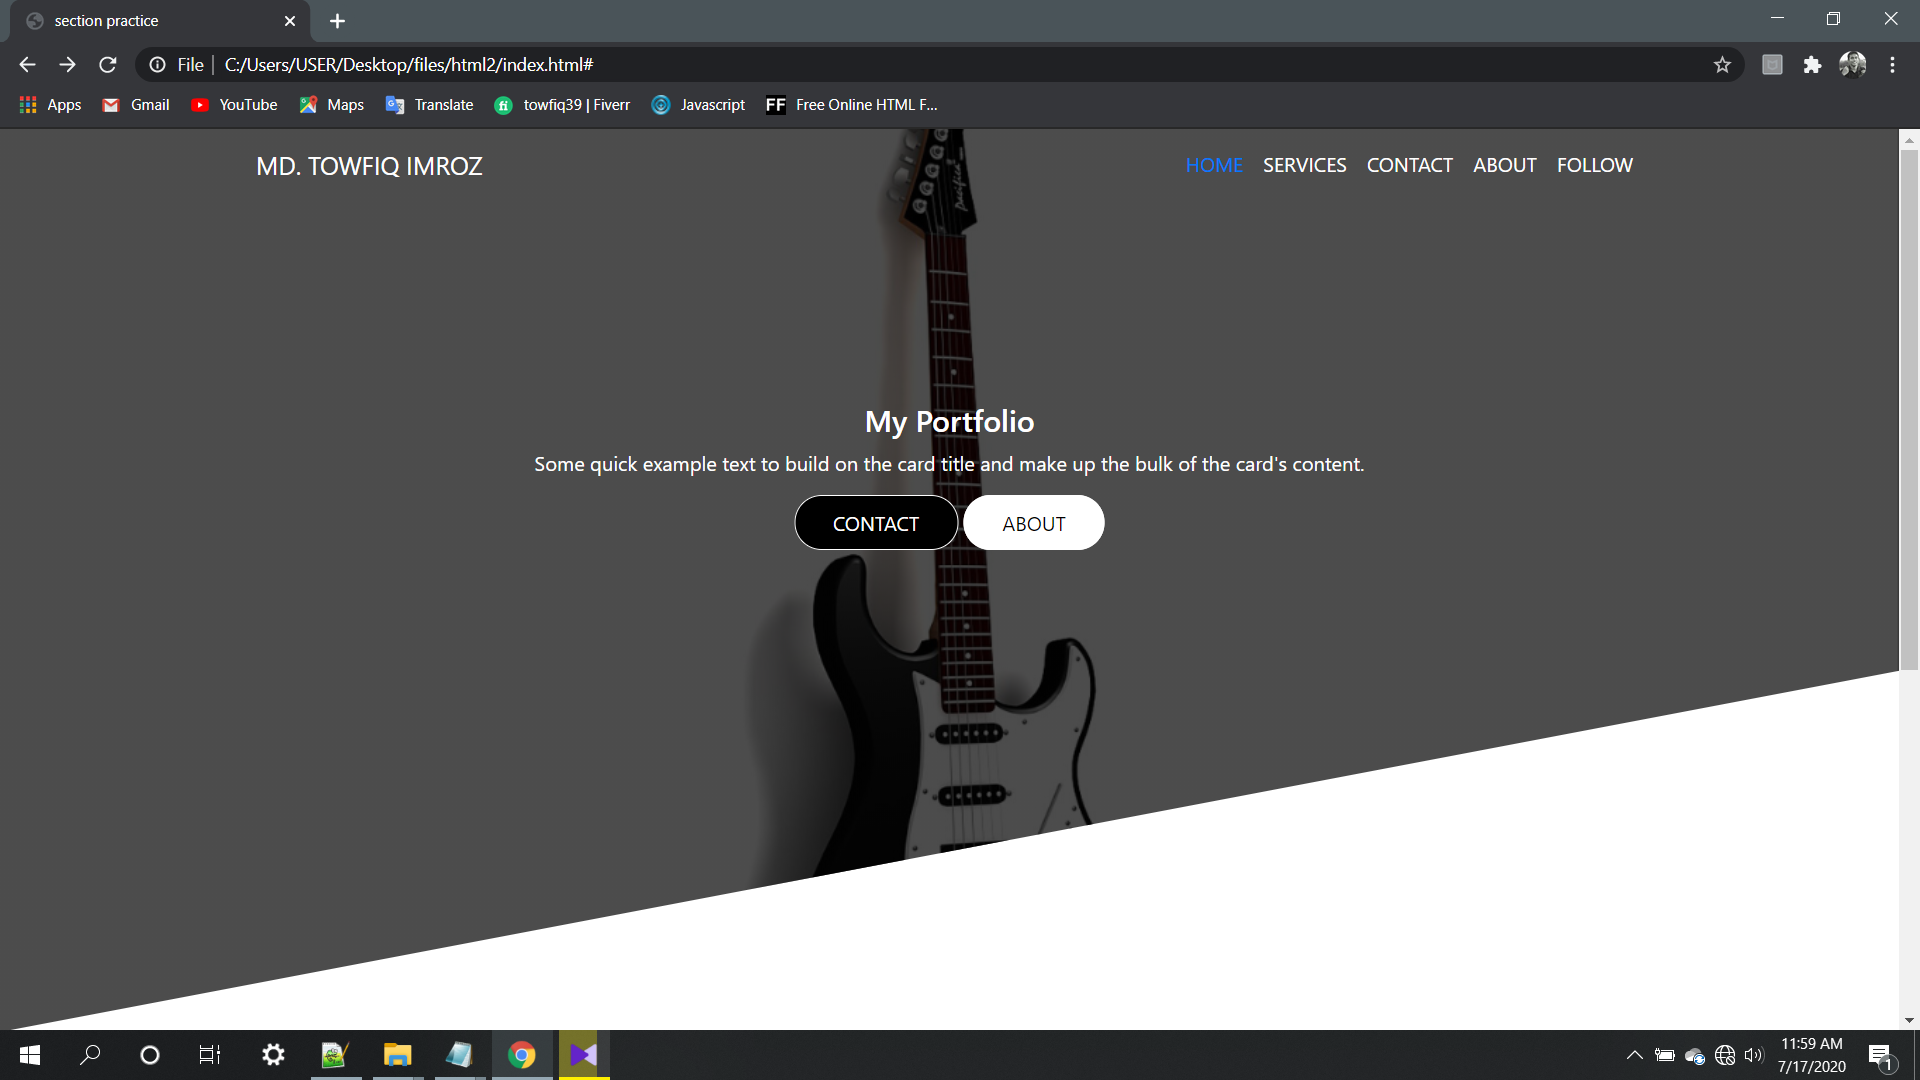 section practice
File | C:/Users/USER/Desktop/files/html2/index.html#
Apps Gmail YouTube Maps Translate towfiq39 | Fiverr Javascript FF Free Online HTML F...
MD. TOWFIQ IMROZ HOME SERVICES CONTACT ABOUT FOLLOW
Pacifica
My Portfolio
Some quick example text to build on the card title and make up the bulk of the card's content.
CONTACT ABOUT
11:59 AM
7/17/2020
1